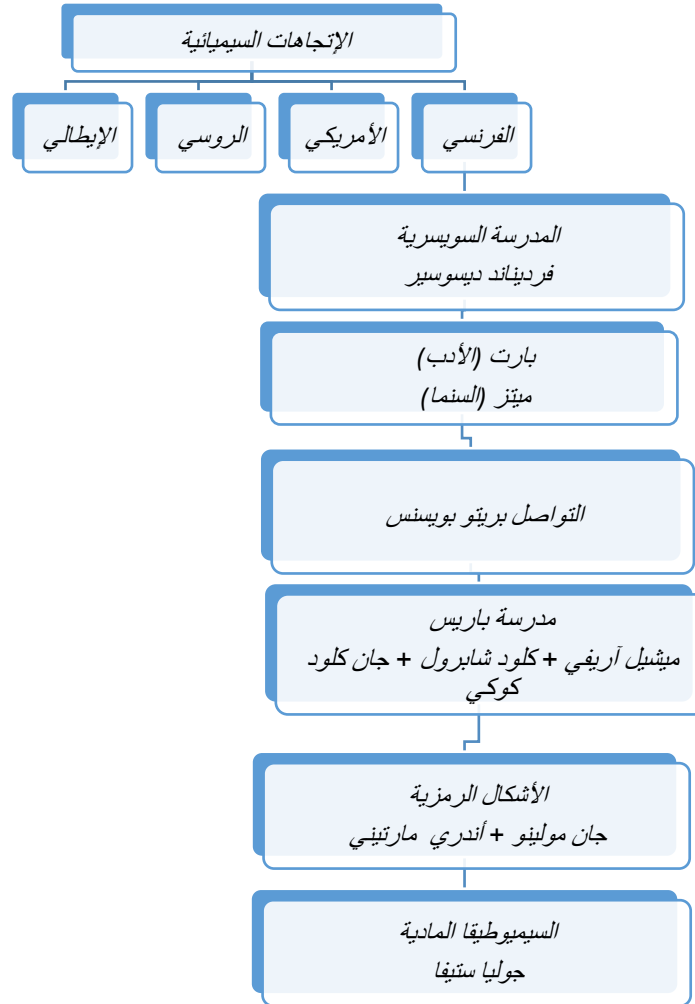 الإتجاهات السيميائية
الفرنسي
الأمريكي
الروسي
الإيطالي
المدرسة السويسرية
فرديناند ديسوسير
بارت (الأدب)
ميتز (السنما)
التواصل بريتو بويسنس
مدرسة باريس
ميشيل آريفي + كلود شابرول + جان كلود
كوكي
الأشكال الرمزية
جان مولينو + أندري مارتيني
السيميوطيقا المادية
جوليا ستيفا